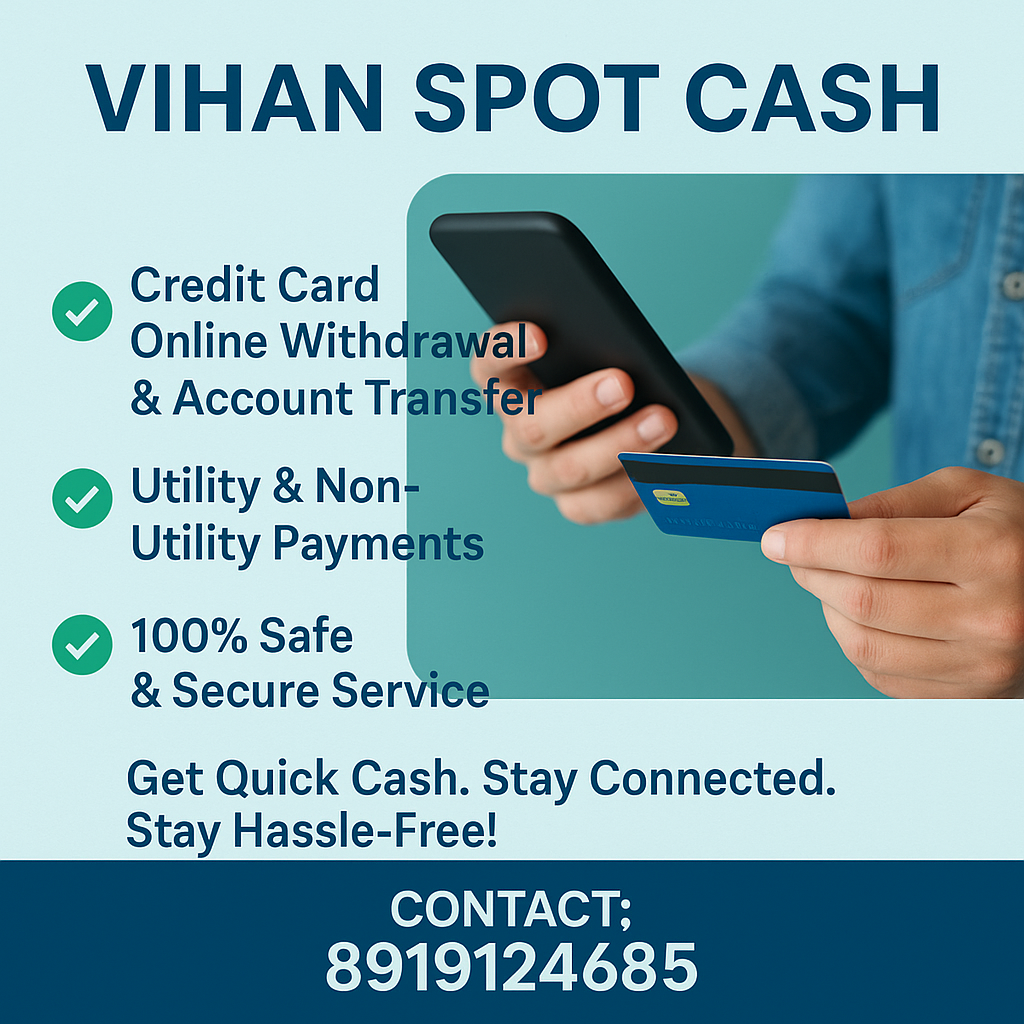 VIHAN SPOT CASH
Credit Card
Online Withdrawal
& Account Transfer
Utility & Non-
Utility Payments
100% Safe
& Secure Service
Get Quick Cash. Stay Connected.
Stay Hassle-Free!
CONTACT;
8919124685